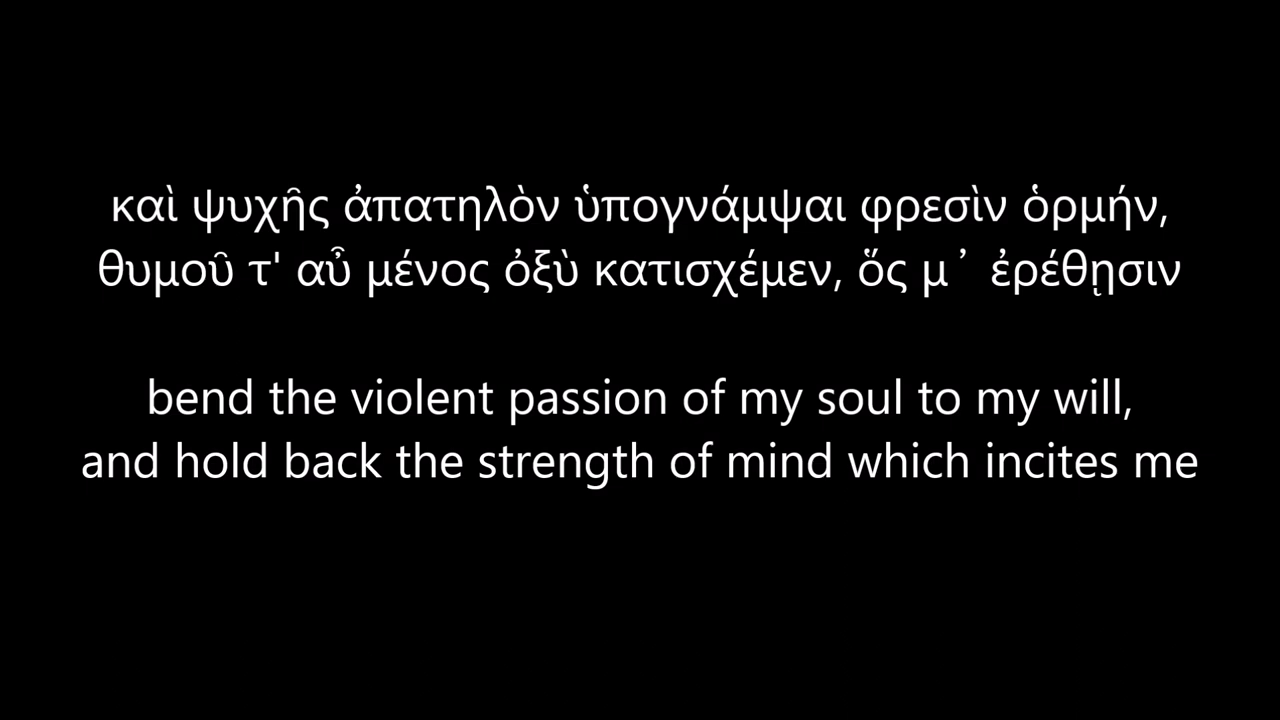 καὶ ψυχῆς ἀπατηλὸν ὑπογνάμψαι φρεσὶν ὁρμήν,
θυμοῦ τ' αὖ μένος ὀξὺ κατισχέμεν, ὅς μ᾽ ἐρέθῃσιν
bend the violent passion of my soul to my will,
and hold back the strength of mind which incites me